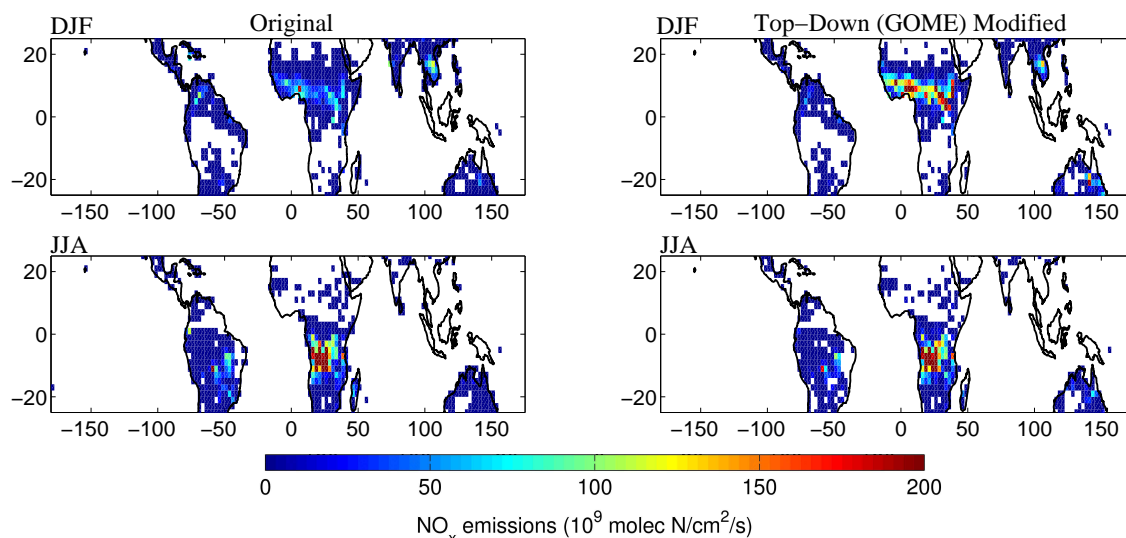 DJF Original DJF Top−Down (GOME) Modified
20 20
0 0
−20 −20
−150 −100 −50 0 50 100 150 −150 −100 −50 0 50 100 150
JJA JJA
20 20
0 0
−20 −20
−150 −100 −50 0 50 100 150 −150 −100 −50 0 50 100 150
0 50 100 150 200
NOx emissions (10^9 molec N/cm^2/s)